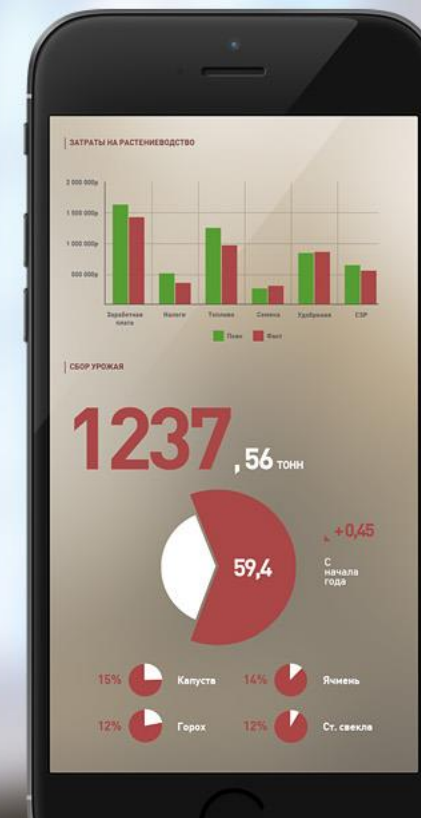 ЗАТРАТЫ НА РАСТЕНИЕВОДСТВО
2 000 000р
1 500 000р
1 000 000р
500 000р
Заработная плата
Налоги
Топливо
Семена
Удобрения
СЗР
План
Факт
СБОР УРОЖАЯ
1237,56 тонн
59,4
+0,45
С
начала
года
15%
Капуста
14%
Ячмень
12%
Горох
12%
Ст. свекла